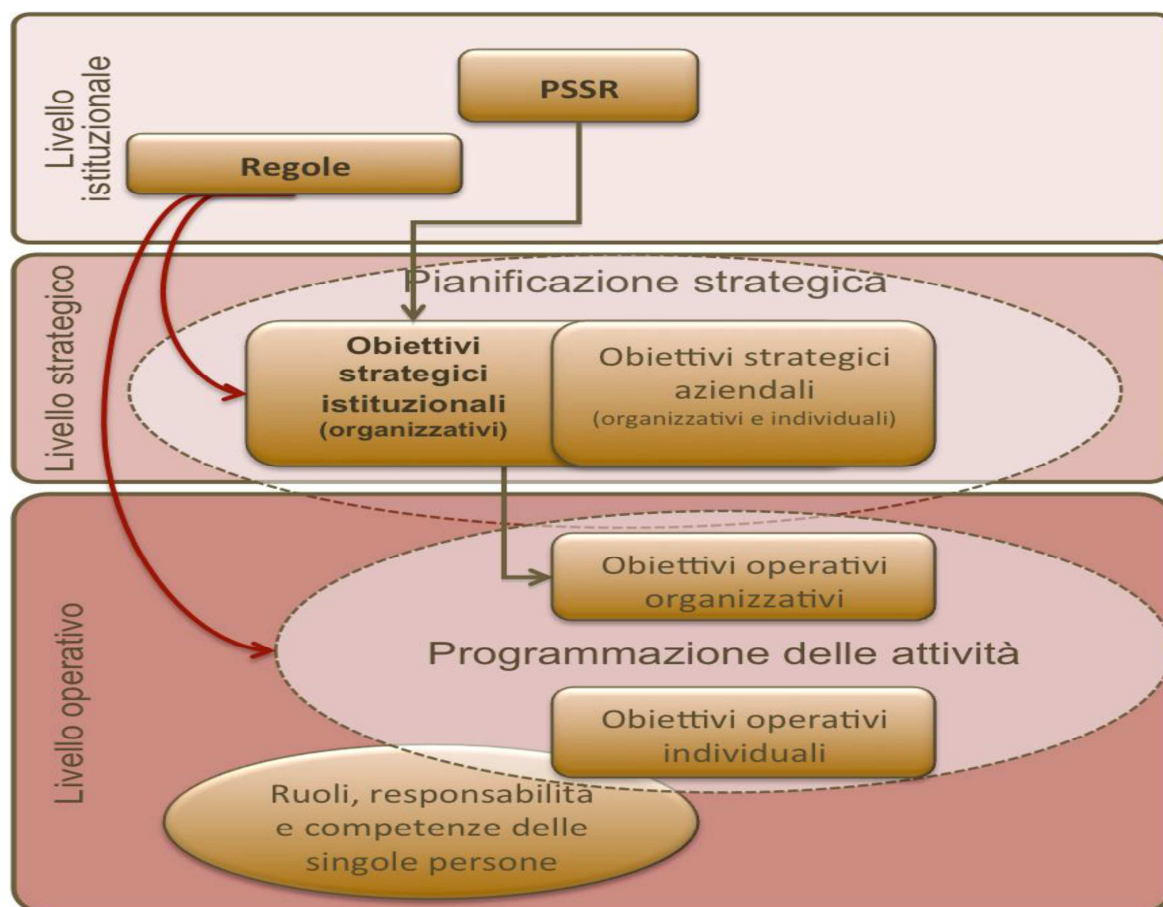 Livello
istituzionale
PSSR
Regole
Livello strategico
Pianificazione strategica
Obiettivi
strategici
istituzionali
(organizzativi)
Obiettivi strategici
aziendali
(organizzativi e individuali)
Livello operativo
Obiettivi operativi
organizzativi
Programmazione delle attività
Obiettivi operativi
individuali
Ruoli, responsabilità
e competenze delle
singole persone